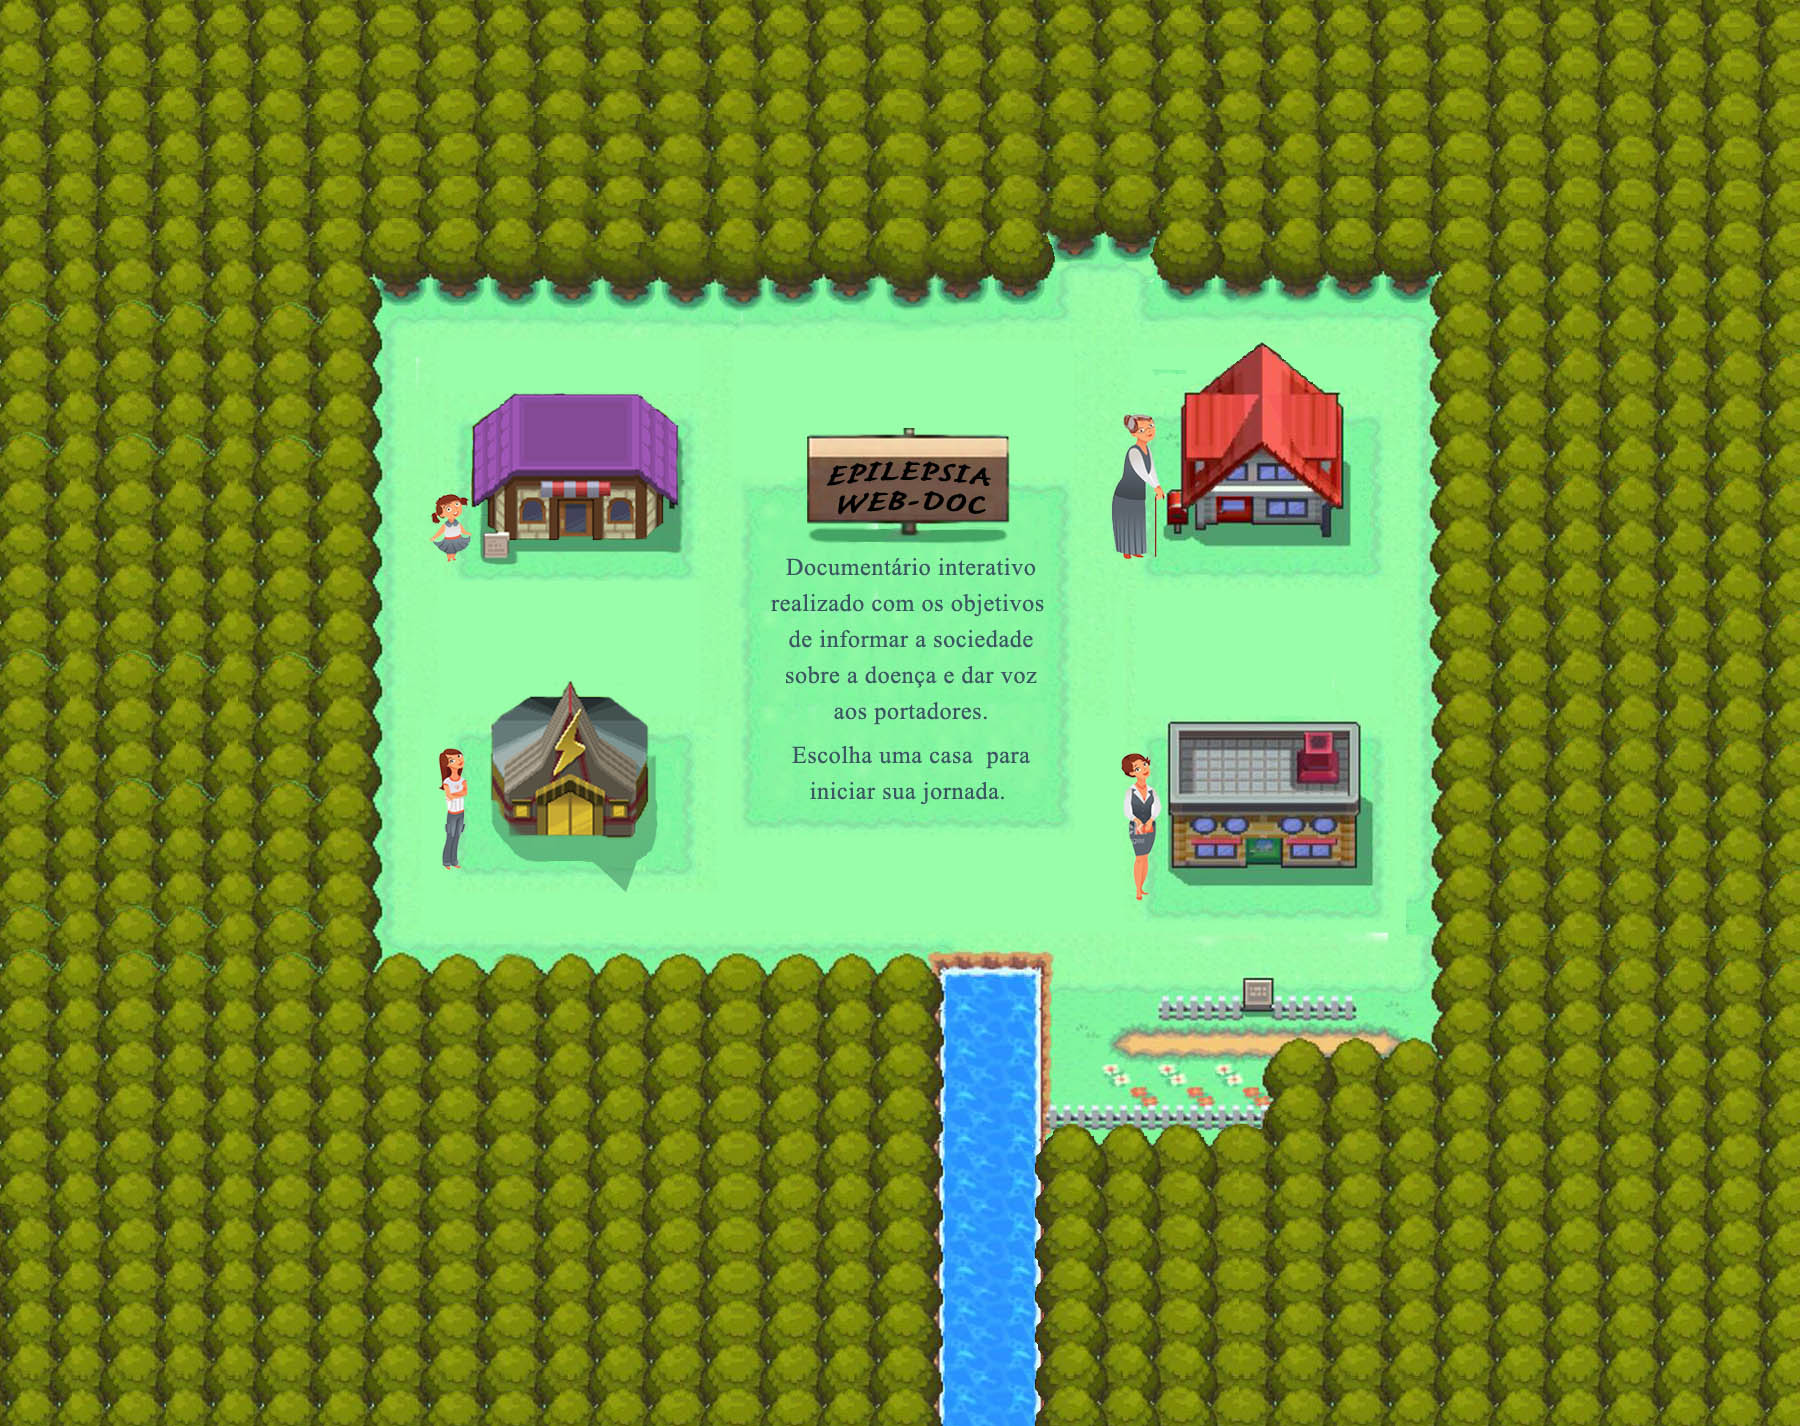 EPILEPSIA
WEB-DOC
Documentário interativo
realizado com os objetivos
de informar a sociedade
sobre a doença e dar voz
aos portadores.
Escolha uma casa para
iniciar sua jornada.